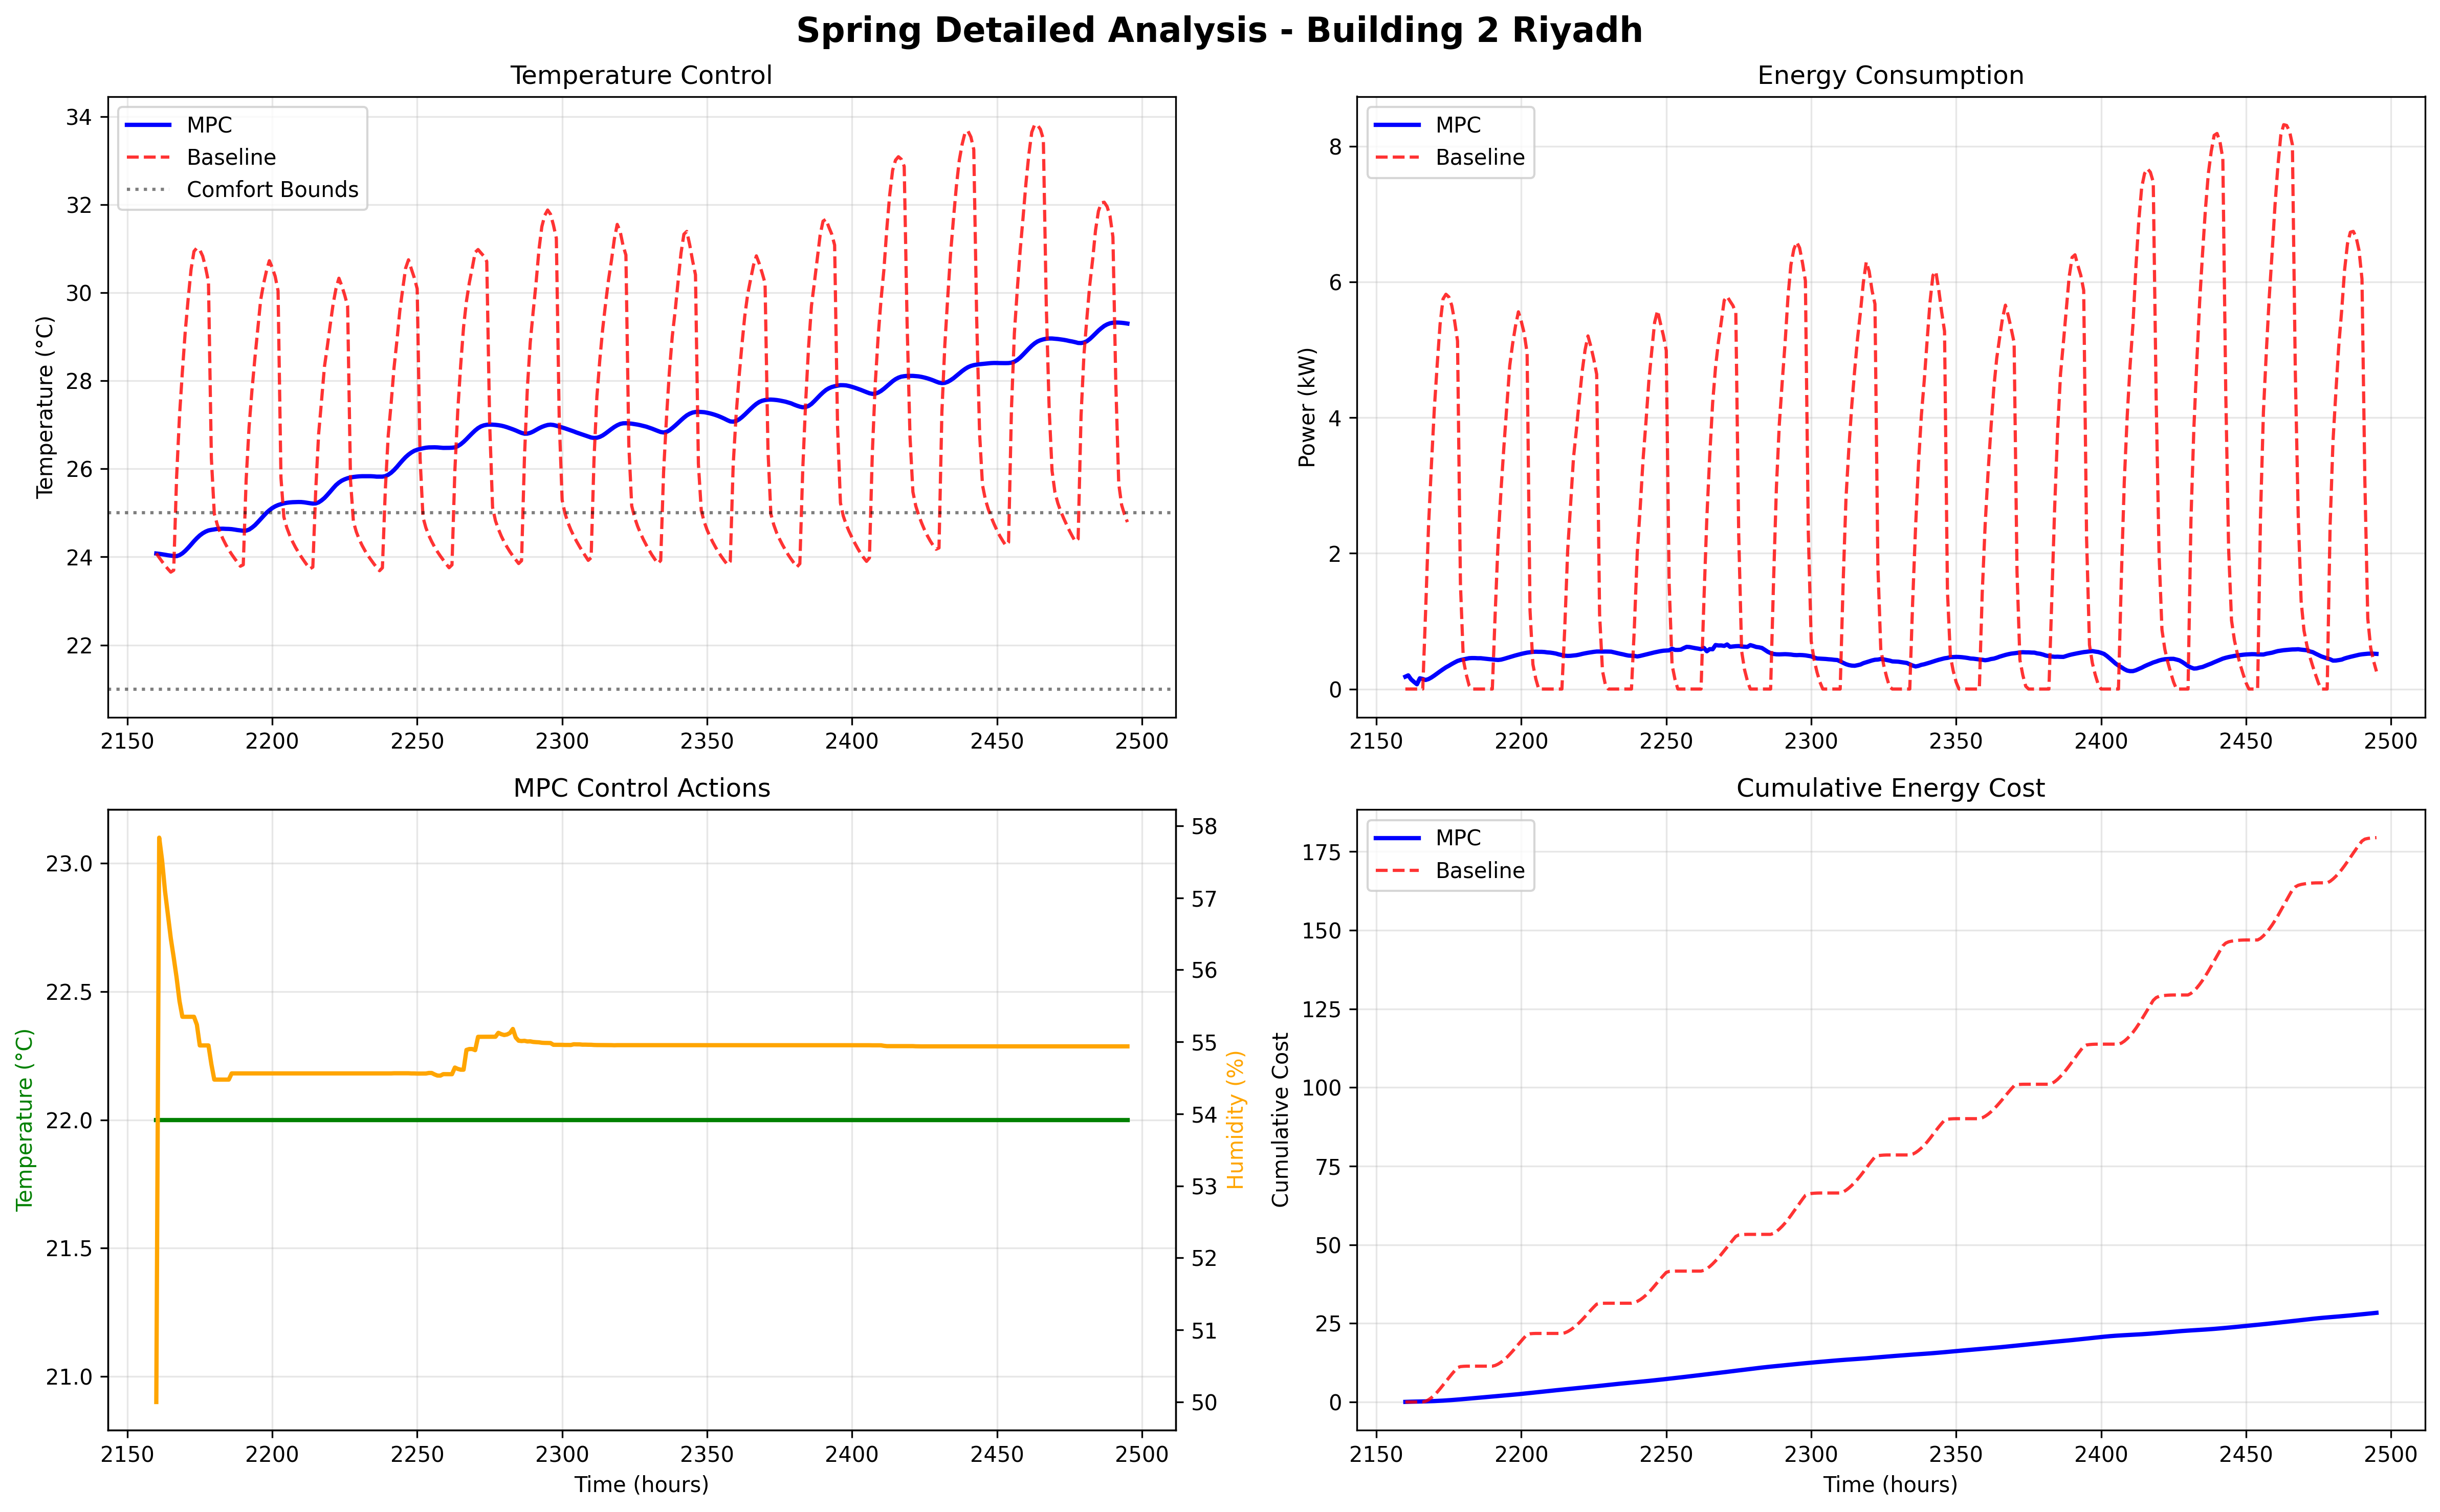 Spring Detailed Analysis - Building 2 Riyadh
Temperature Control
MPC
Baseline
Comfort Bounds
Temperature (°C)
34
32
30
28
26
24
22
2150 2200 2250 2300 2350 2400 2450 2500
Energy Consumption
MPC
Baseline
Power (kW)
8
6
4
2
0
2150 2200 2250 2300 2350 2400 2450 2500
MPC Control Actions
Temperature (°C)
23.0
22.5
22.0
21.5
21.0
58
57
56
55
54
53
52
51
50
Humidity (%)
2150 2200 2250 2300 2350 2400 2450 2500
Time (hours)
Cumulative Energy Cost
MPC
Baseline
Cumulative Cost
175
150
125
100
75
50
25
0
2150 2200 2250 2300 2350 2400 2450 2500
Time (hours)